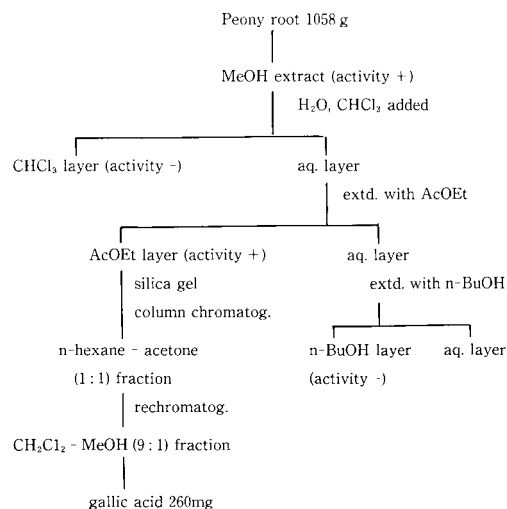 Peony root 1058 g
MeOH extract (activity +)
H₂O, CHCl₃ added
CHCl₃ layer (activity -)
aq. layer
extd. with AcOEt
AcOEt layer (activity +)
aq. layer
silica gel
column chromatog.
extd. with n-BuOH
n-hexane - acetone
(1 : 1) fraction
n-BuOH layer
(activity -)
aq. layer
rechromatog.
CH₂Cl₂ - MeOH (9 : 1) fraction
gallic acid 260mg